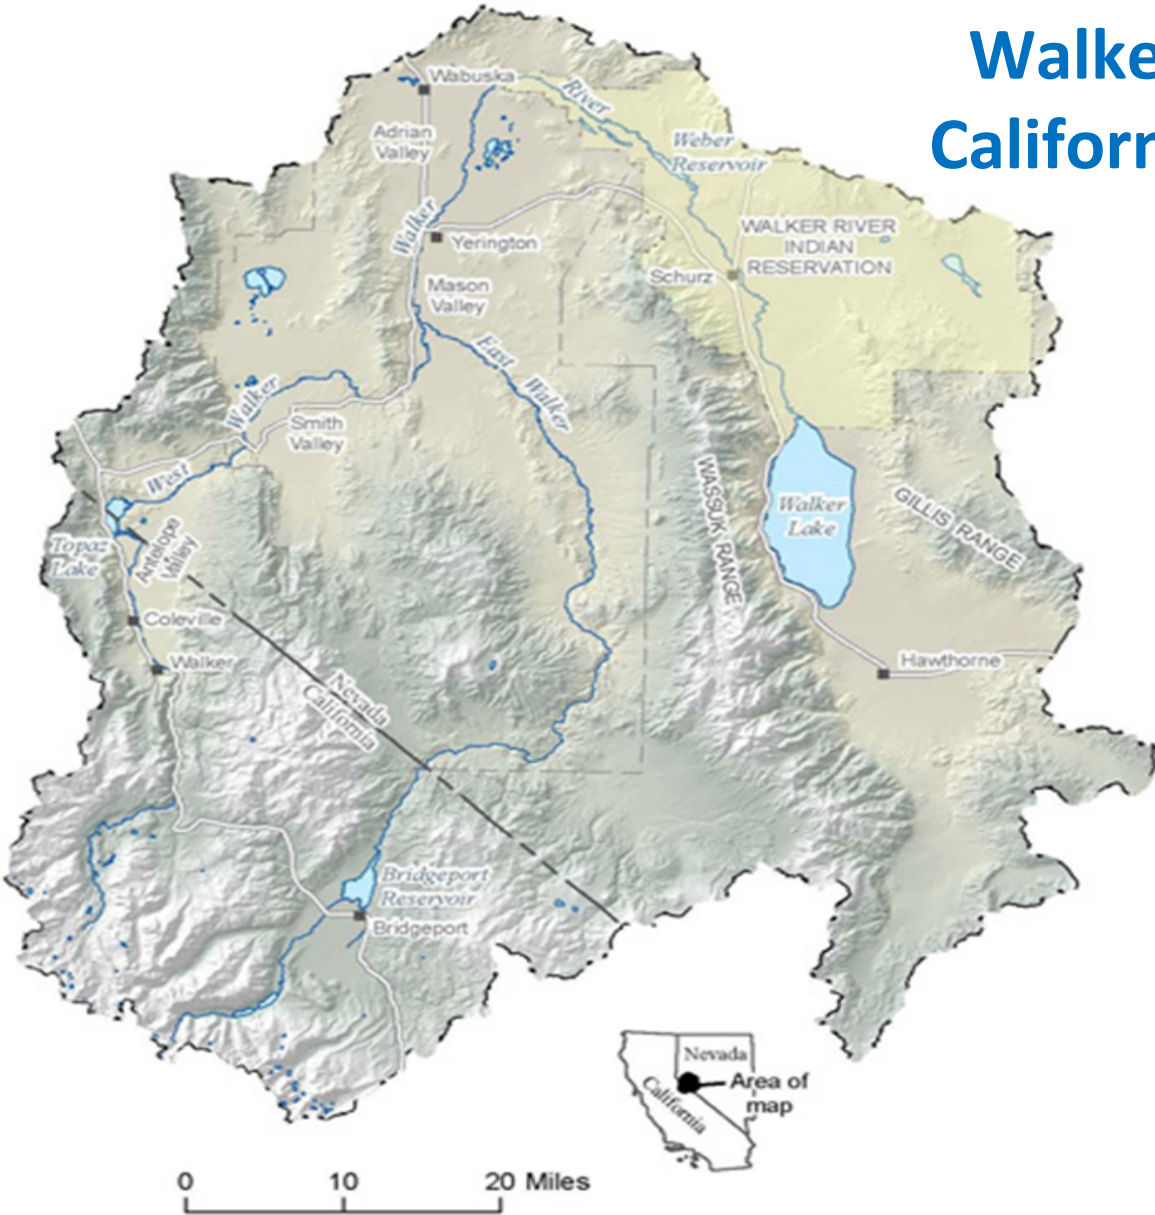 Walke
Californ
Wabuska
River
Adrian
Valley
Weber
Reservoir
Walker
Yerington
WALKER RIVER
INDIAN
RESERVATION
Schurz
Mason
Valley
East Walker
West Walker
Smith
Valley
WASSUK RANGE
Walker
Lake
GILLIS RANGE
Topaz
Lake
Antelope
Valley
Coleville
Walker
Hawthorne
Nevada
California
Bridgeport
Reservoir
Bridgeport
Nevada
California
Area of
map
0 10 20 Miles